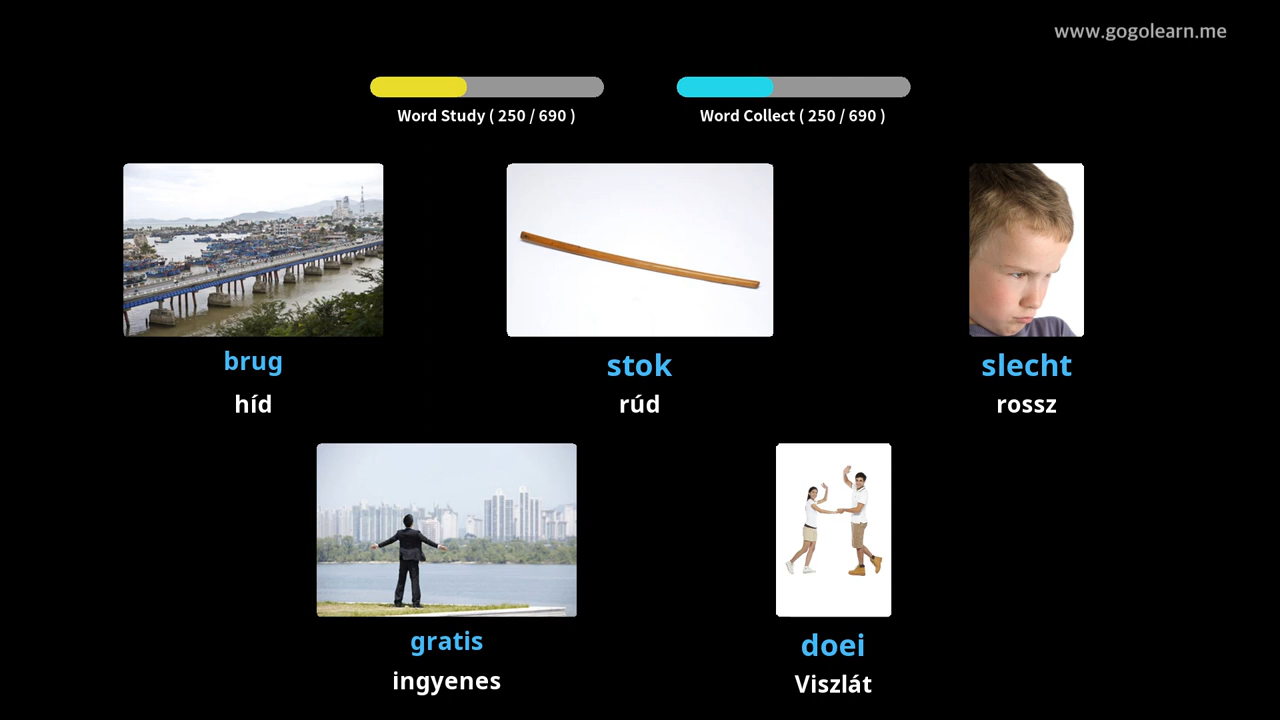 www.gogolearn.me
Word Study ( 250 / 690 )
Word Collect ( 250 / 690 )
brug
híd
stok
rúd
slecht
rossz
gratis
ingyenes
doei
Viszlát